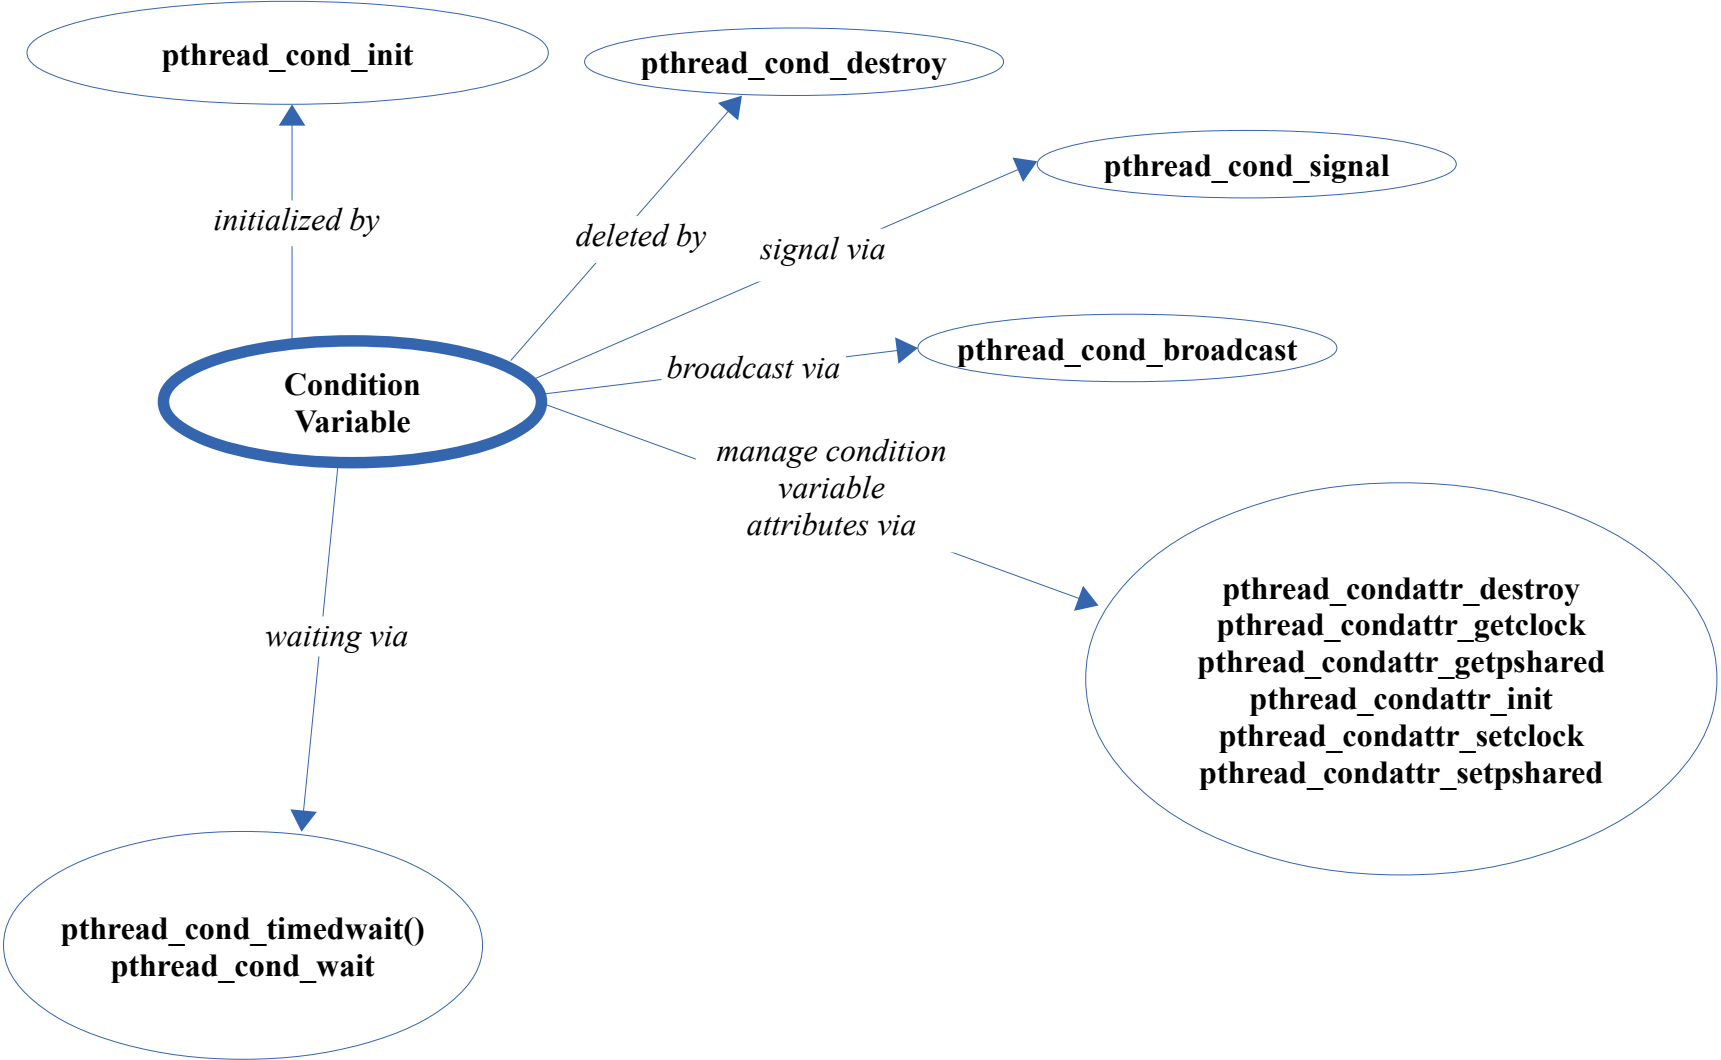 pthread_cond_init
pthread_cond_destroy
pthread_cond_signal
initialized by
deleted by
signal via
pthread_cond_broadcast
broadcast via
Condition
Variable
manage condition
variable
attributes via
pthread_condattr_destroy
pthread_condattr_getclock
pthread_condattr_getpshared
pthread_condattr_init
pthread_condattr_setclock
pthread_condattr_setpshared
waiting via
pthread_cond_timedwait()
pthread_cond_wait